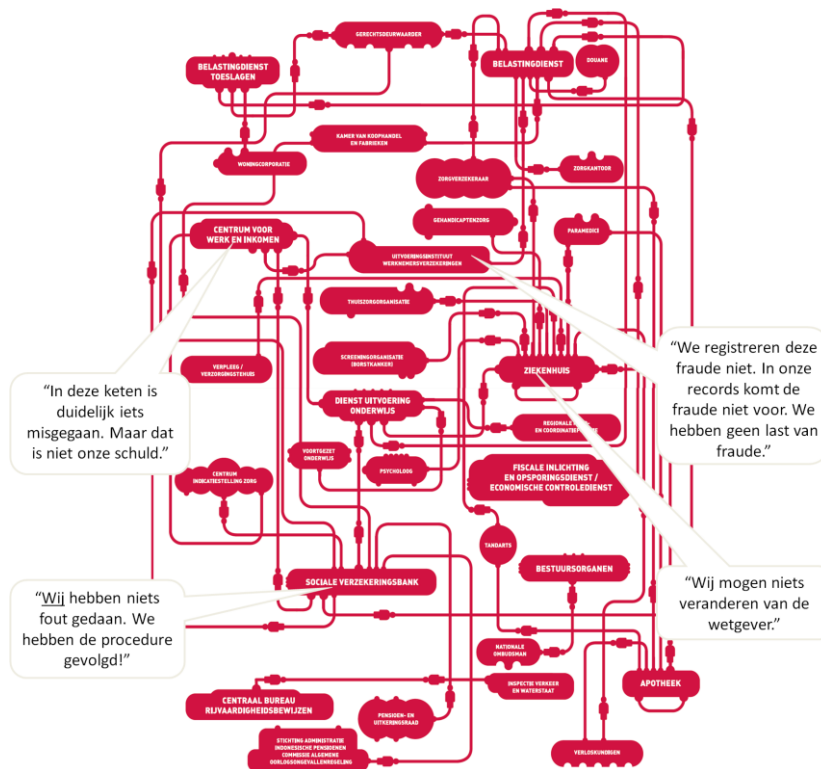 GERECHTSDEURWAARDER
BELASTINGDIENST
TOESLAGEN
BELASTINGDIENST
DOUANE
KAMER VAN KOOPHANDEL
EN FABRIEKEN
WONINGCORPORATIE
ZORGVERZEKERAAR
ZORGKANTOOR
GEHANDICAPTENZORG
CENTRUM VOOR
WERK EN INKOMEN
PARAMEDICI
UITVOERINGSINSTITUUT
WERKNEMERSVERZEKERINGEN
THUISZORGORGANISATIE
SCREENINGORGANISATIE
(BORSTKANKER)
VERPLEEG /
VERZORGINGSTEHUIS
ZIEKENHUIS
“We registreren deze
fraude niet. In onze
records komt de
fraude niet voor. We
hebben geen last van
fraude.”
“In deze keten is
duidelijk iets
misgegaan. Maar dat
is niet onze schuld.”
DIENST UITVOERING
ONDERWIJS
REGIONALE
EN COORDINATIEP
VOORTGEZET
ONDERWIJS
PSYCHOLOOG
CENTRUM
INDICATIESTELLING ZORG
FISCALE INLICHTING
EN OPSPORINGSDIENST /
ECONOMISCHE CONTROLEDIENST
TANDARTS
BESTUURSORGANEN
SOCIALE VERZEKERINGSBANK
“Wij hebben niets
fout gedaan. We
hebben de procedure
gevolgd!”
“Wij mogen niets
veranderen van de
wetgever.”
NATIONALE
OMBUDSMAN
INSPECTIE VERKEER
EN WATERSTAAT
APOTHEEK
CENTRAAL BUREAU
RIJVAARDIGHEIDSBEWIJZEN
PENSIOEN- EN
UITKERINGSRAAD
STICHTING ADMINISTRATIE
INDONESISCHE PENSIOENEN
COMMISSIE ALGEMENE
OORLOGSONGEVALLENREGELING
VERLOSKUNDIGEN